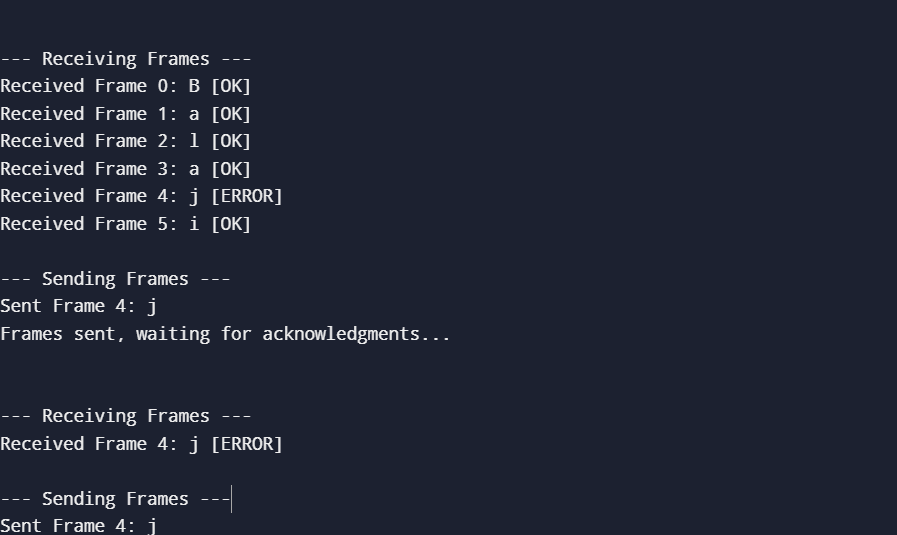 --- Receiving Frames ---
Received Frame 0: B [OK]
Received Frame 1: a [OK]
Received Frame 2: l [OK]
Received Frame 3: a [OK]
Received Frame 4: j [ERROR]
Received Frame 5: i [OK]
--- Sending Frames ---
Sent Frame 4: j
Frames sent, waiting for acknowledgments...
--- Receiving Frames ---
Received Frame 4: j [ERROR]
--- Sending Frames ---
Sent Frame 4: j